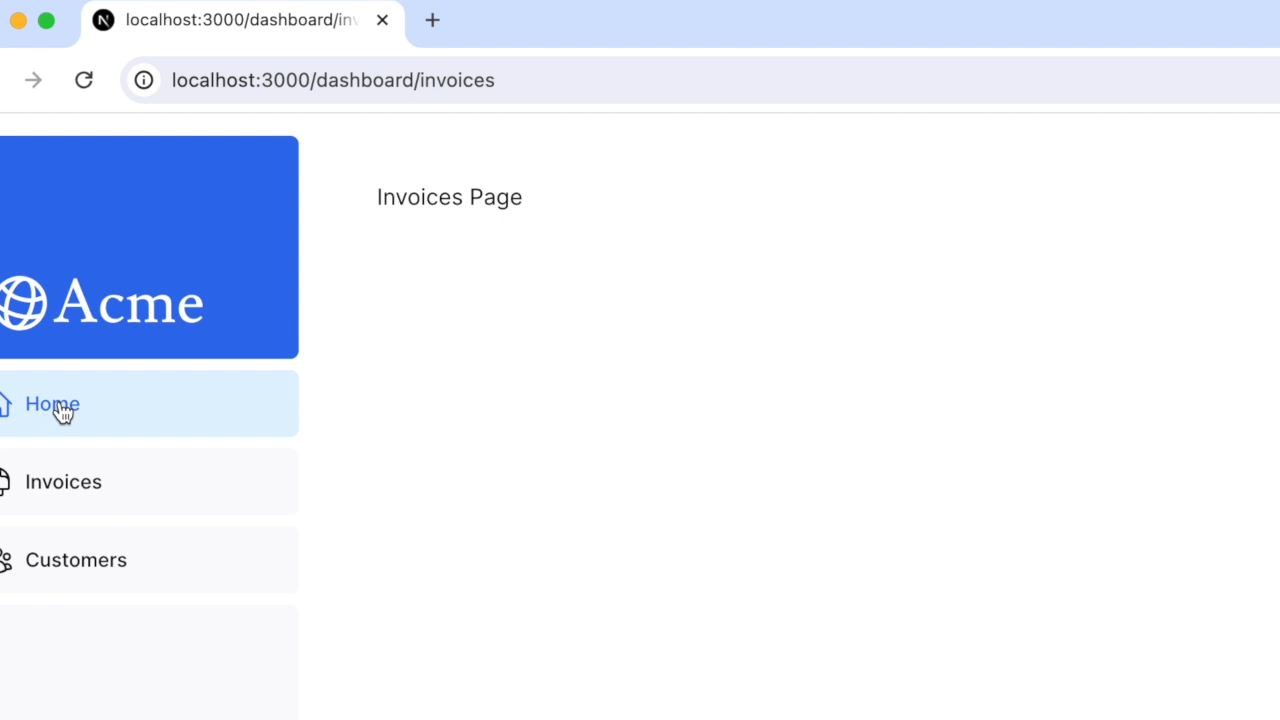 localhost:3000/dashboard/inv
localhost:3000/dashboard/invoices
Invoices Page
Acme
Home
Invoices
Customers